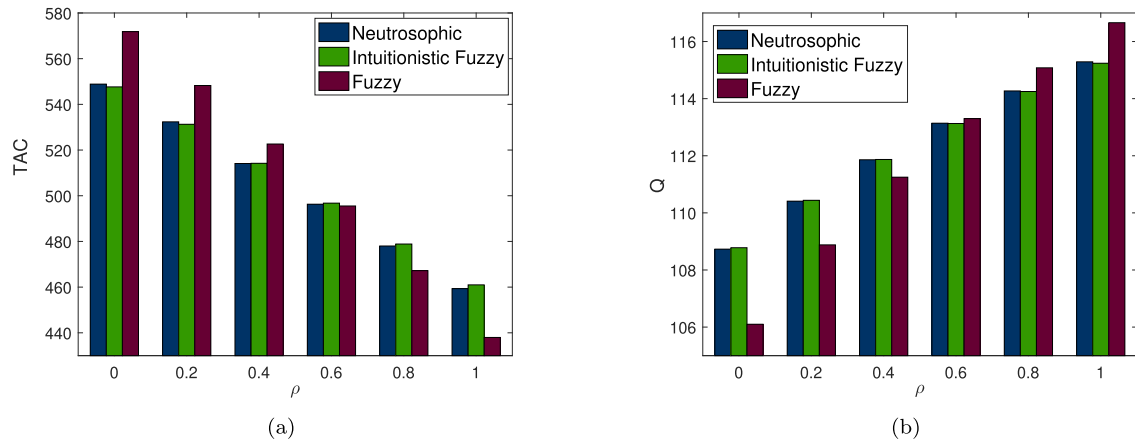 580
560
540
520
500
480
460
440
TAC
Neutrosophic
Intuitionistic Fuzzy
Fuzzy
0 0.2 0.4 0.6 0.8 1
ρ
(a)
116
114
112
110
108
106
Q
Neutrosophic
Intuitionistic Fuzzy
Fuzzy
0 0.2 0.4 0.6 0.8 1
ρ
(b)